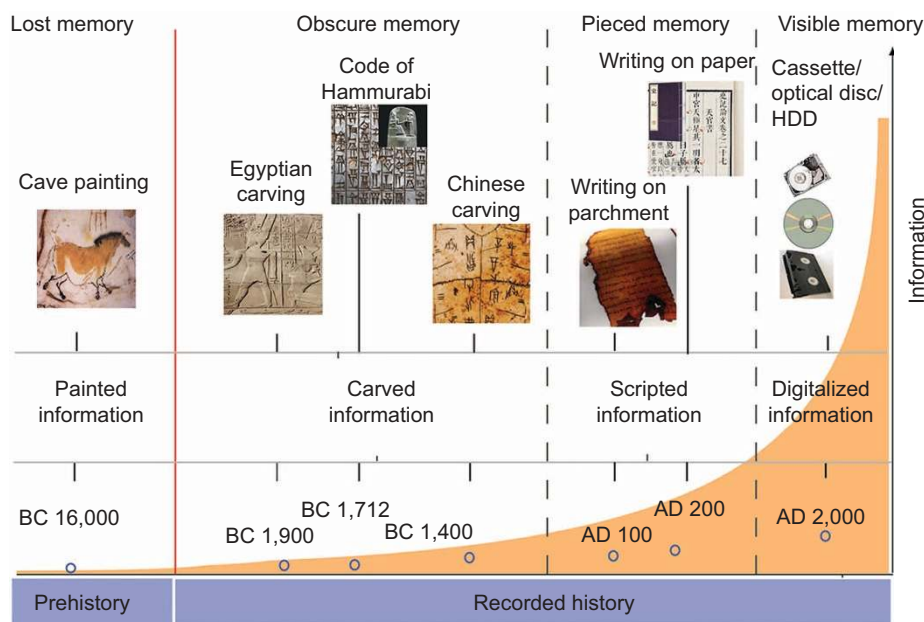 Lost memory
Obscure memory
Pieced memory
Visible memory
Cave painting
Egyptian
carving
Code of
Hammurabi
Chinese
carving
Writing on
parchment
Writing on paper
Cassette/
optical disc/
HDD
Information
Painted
information
Carved
information
Scripted
information
Digitalized
information
BC 16,000
BC 1,900
BC 1,712
BC 1,400
AD 100
AD 200
AD 2,000
Prehistory
Recorded history